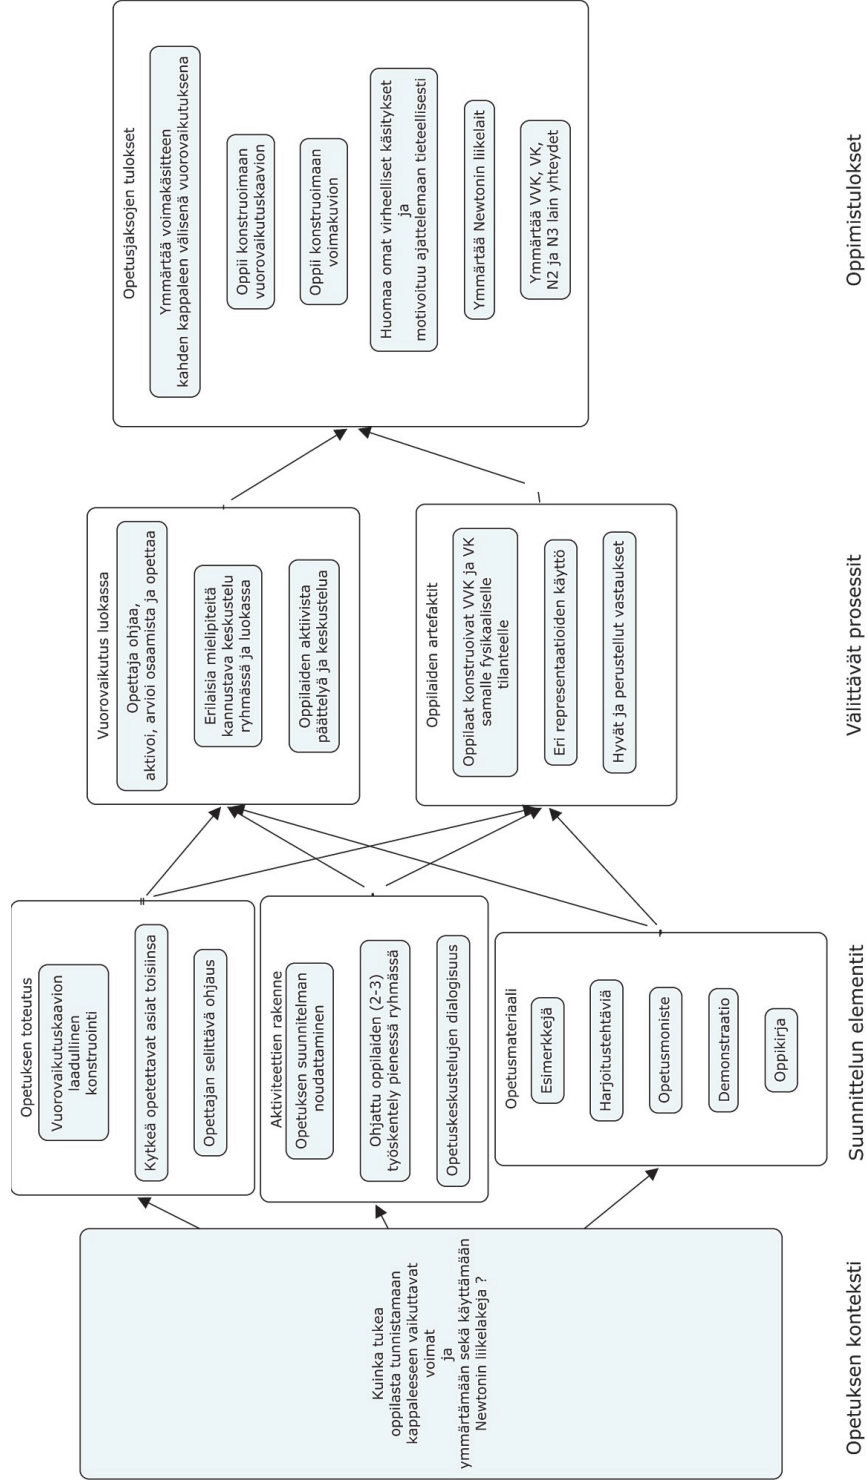 Kuinka tukea
oppilasta tunnistamaan
kappaleeseen vaikuttavat
voimat
ja
ymmärtämään sekä käyttämään
Newtonin liikelakeja ?
Opetuksen konteksti
Opetuksen toteutus
Vuorovaikutuskaavion
laadullinen
konstruointi
Kytkeä opetettavat asiat toisiinsa
Opettajan selittävä ohjaus
Aktiviteettien rakenne
Opetuksen suunnitelman
noudattaminen
Ohjattu oppilaiden (2-3)
työskentely pienessä ryhmässä
Opetuskeskustelujen dialogisuus
Opetusmateriaali
Esimerkkejä
Harjoitustehtäviä
Opetusmoniste
Demonstraatio
Oppikirja
Suunnittelun elementit
Vuorovaikutus luokassa
Opettaja ohjaa,
aktivoi, arvioi osaamista ja opettaa
Erilaisia mielipiteitä
kannustava keskustelu
ryhmässä ja luokassa
Oppilaiden aktiivista
päättelyä ja keskustelua
Oppilaiden artefaktit
Oppilaat konstruoivat VVK ja VK
samalle fysikaaliselle
tilanteelle
Eri representaatioiden käyttö
Hyvät ja perustellut vastaukset
Välittävät prosessit
Opetusjaksojen tulokset
Ymmärtää voimakäsitteen
kahden kappaleen välisenä vuorovaikutuksena
Oppii konstruoimaan
vuorovaikutuskaavion
Oppii konstruoimaan
voimakuvion
Huomaa omat virheelliset käsitykset
ja
motivoituu ajattelemaan tieteellisesti
Ymmärtää Newtonin liikelait
Ymmärtää VVK, VK,
N2 ja N3 lain yhteydet
Oppimistulokset